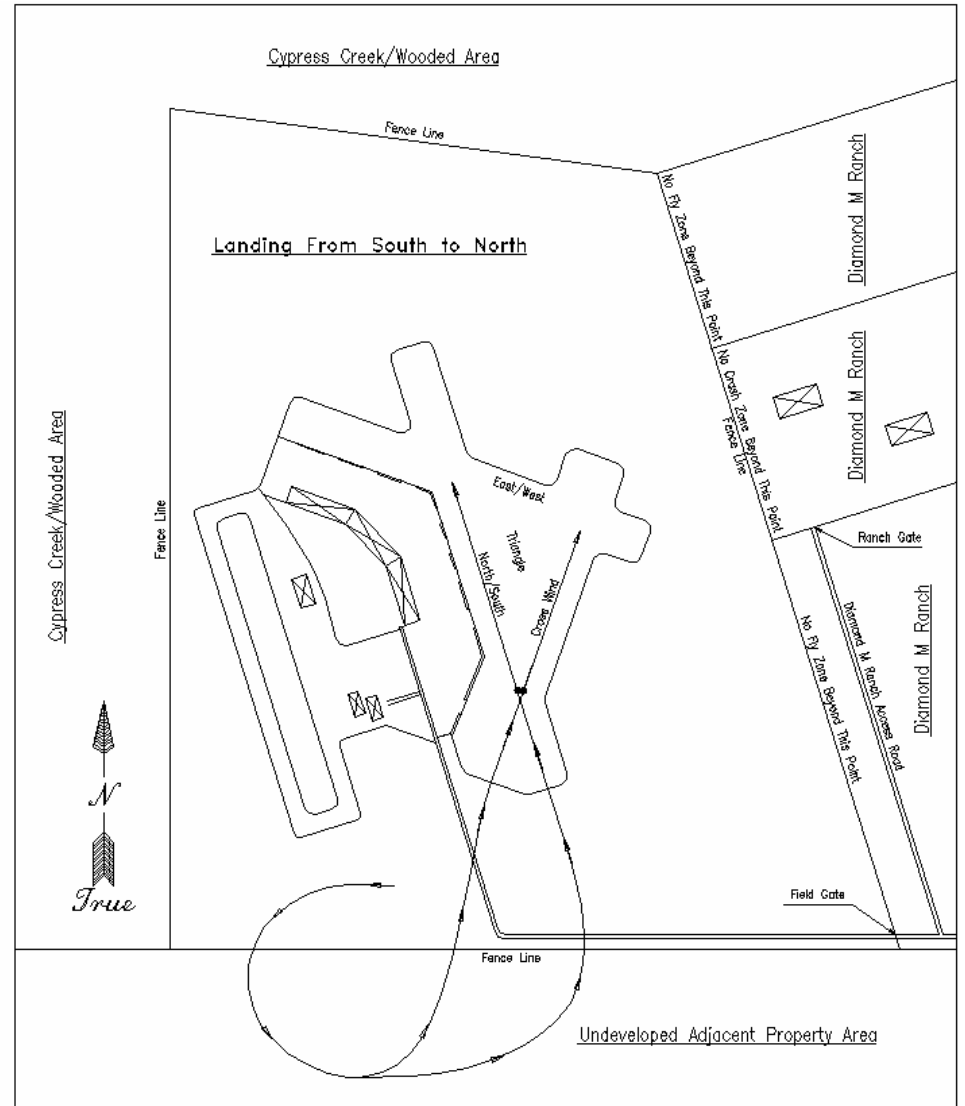 Cypress Creek/Wooded Area
Fence Line
Landing From South to North
No Fly Zone Beyond This Point
Diamond M Ranch
No Crash Zone Beyond This Point
Fence Line
Diamond M Ranch
Cypress Creek/Wooded Area
Fence Line
East/West
Triangle
North/South
Cross Wind
Ranch Gate
No Fly Zone Beyond This Point
Diamond M Ranch Access Road
Diamond M Ranch
N
True
Field Gate
Fence Line
Undeveloped Adjacent Property Area